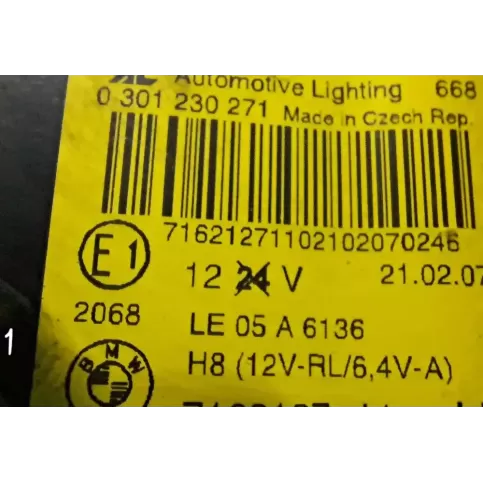 Automotive Lighting 668
0 301 230 271 Made in Czech Rep.
71621271102102070246
E1
12 24 V 21.02.07
2068
LE 05 A 6136
1
H8 (12V-RL/6,4V-A)
BMW